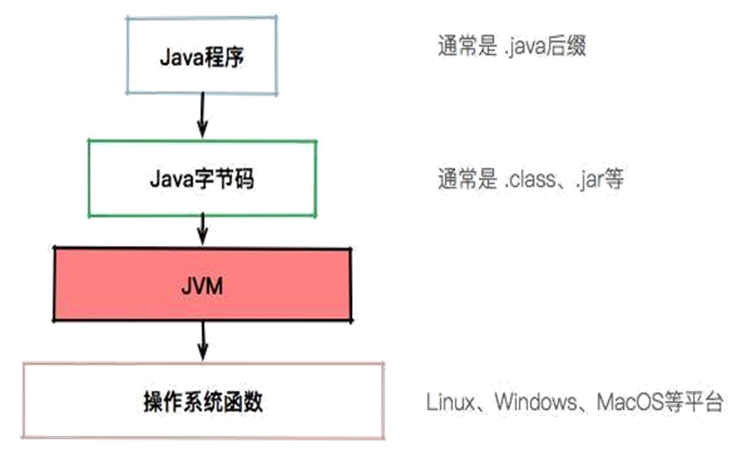 Java程序
通常是 .java后缀
Java字节码
通常是 .class、.jar等
JVM
操作系统函数
Linux、Windows、MacOS等平台